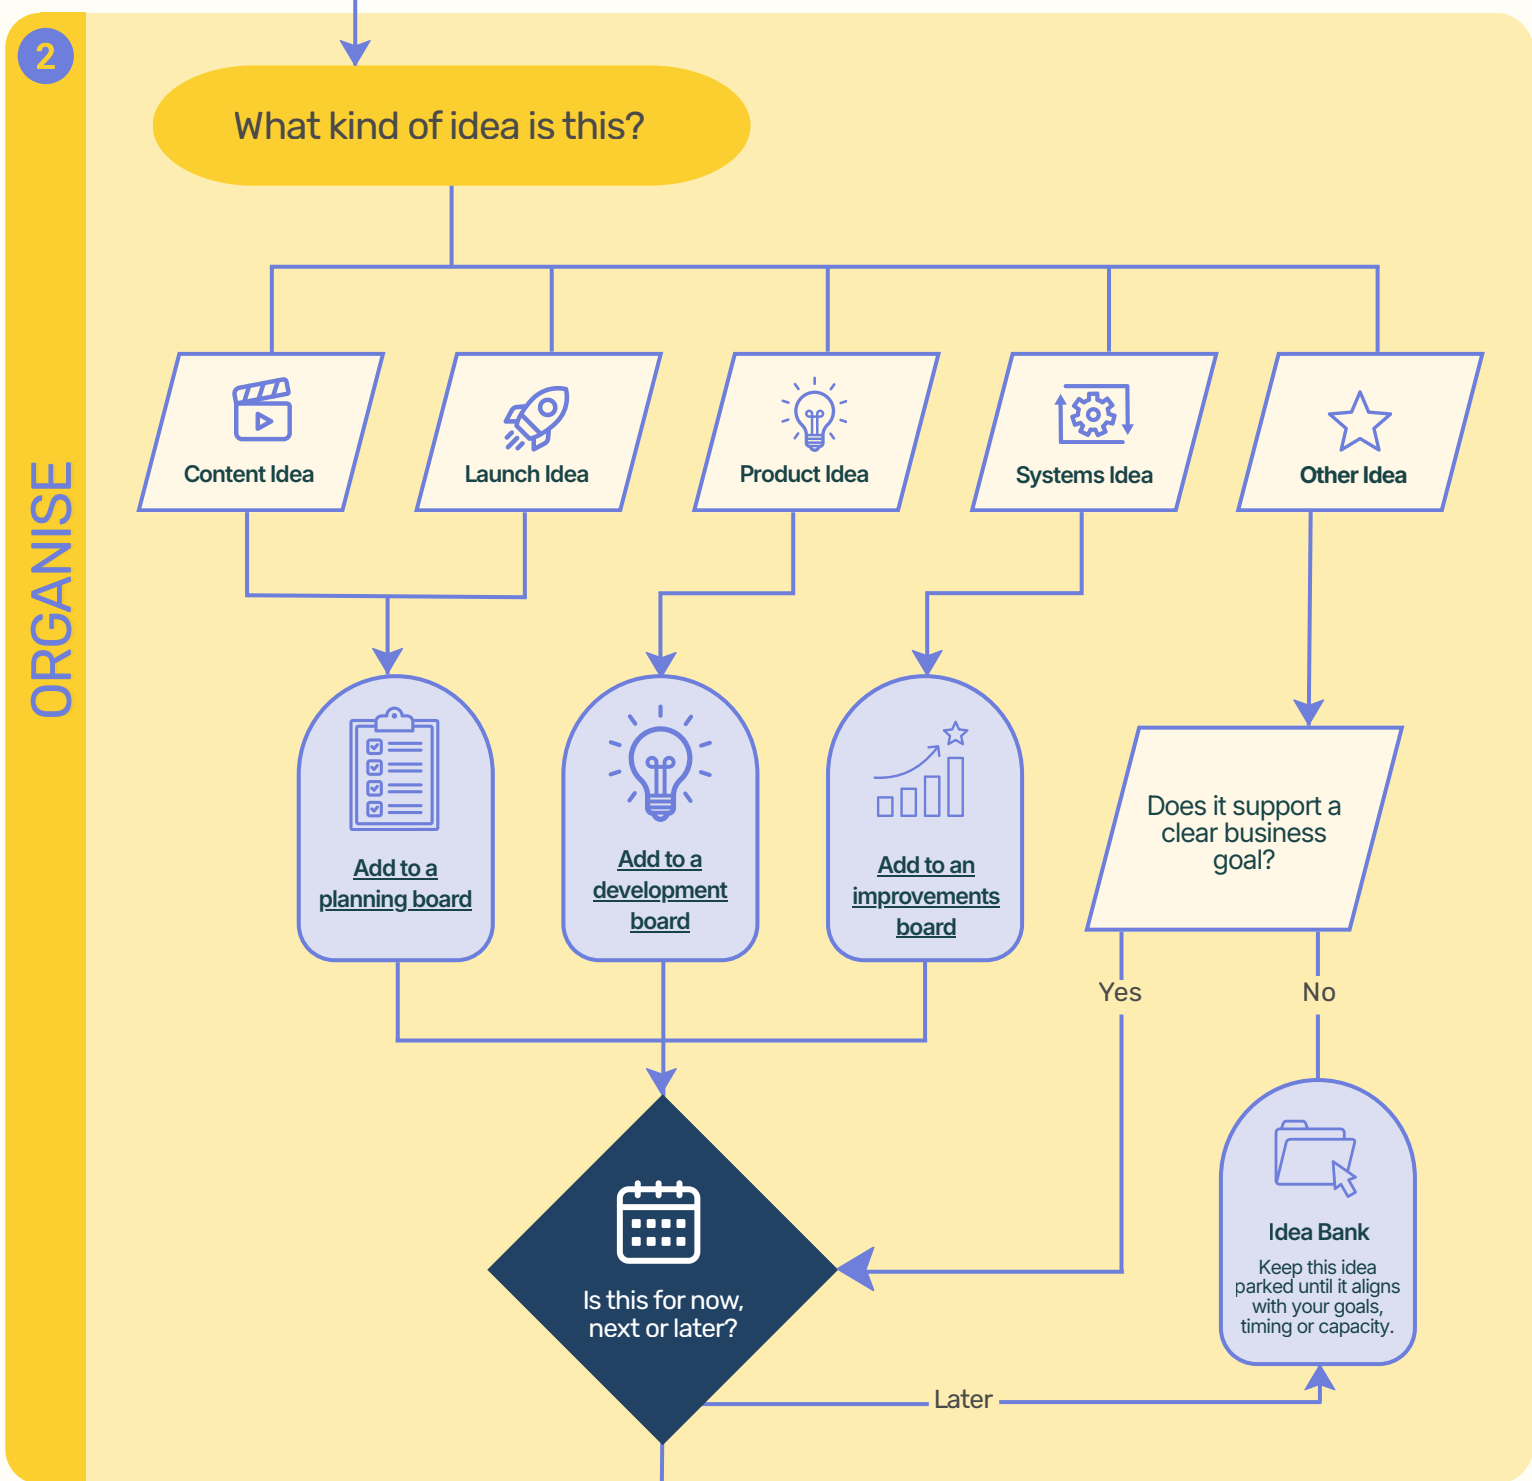 2
ORGANISE
What kind of idea is this?
Content Idea
Launch Idea
Product Idea
Systems Idea
Other Idea
Add to a
planning board
Add to a
development
board
Add to an
improvements
board
Does it support a
clear business
goal?
Yes
No
Idea Bank
Keep this idea
parked until it aligns
with your goals,
timing or capacity.
Is this for now,
next or later?
Later